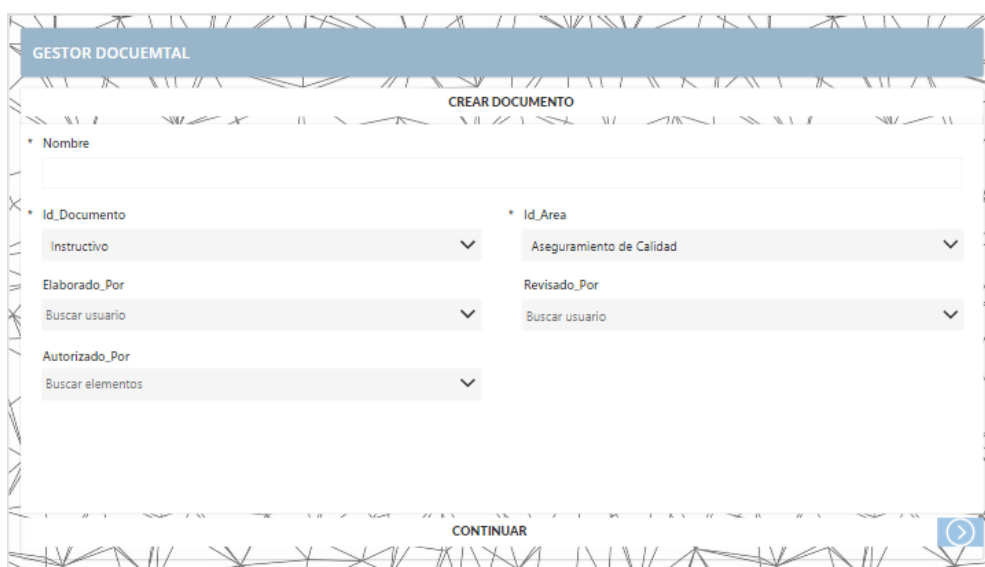 GESTOR DOCUEMTAL
CREAR DOCUMENTO
* Nombre
* Id_Documento
* Id_Area
Instructivo
Aseguramiento de Calidad
Elaborado_Por
Revisado_Por
Buscar usuario
Buscar usuario
Autorizado_Por
Buscar elementos
CONTINUAR